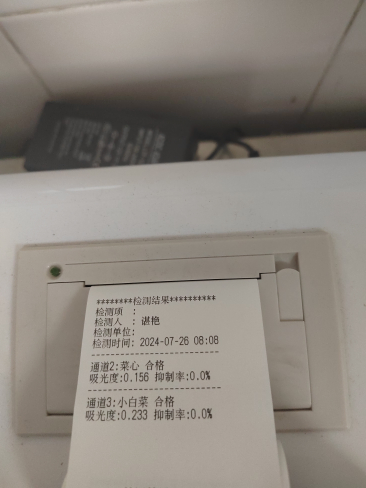 ********检测结果**********
检测项 :
检测人 : 谌艳
检测单位:
检测时间: 2024-07-26 08:08
------------------------
通道2:菜心 合格
吸光度:0.156 抑制率:0.0%
------------------------
通道3:小白菜 合格
吸光度:0.233 抑制率:0.0%